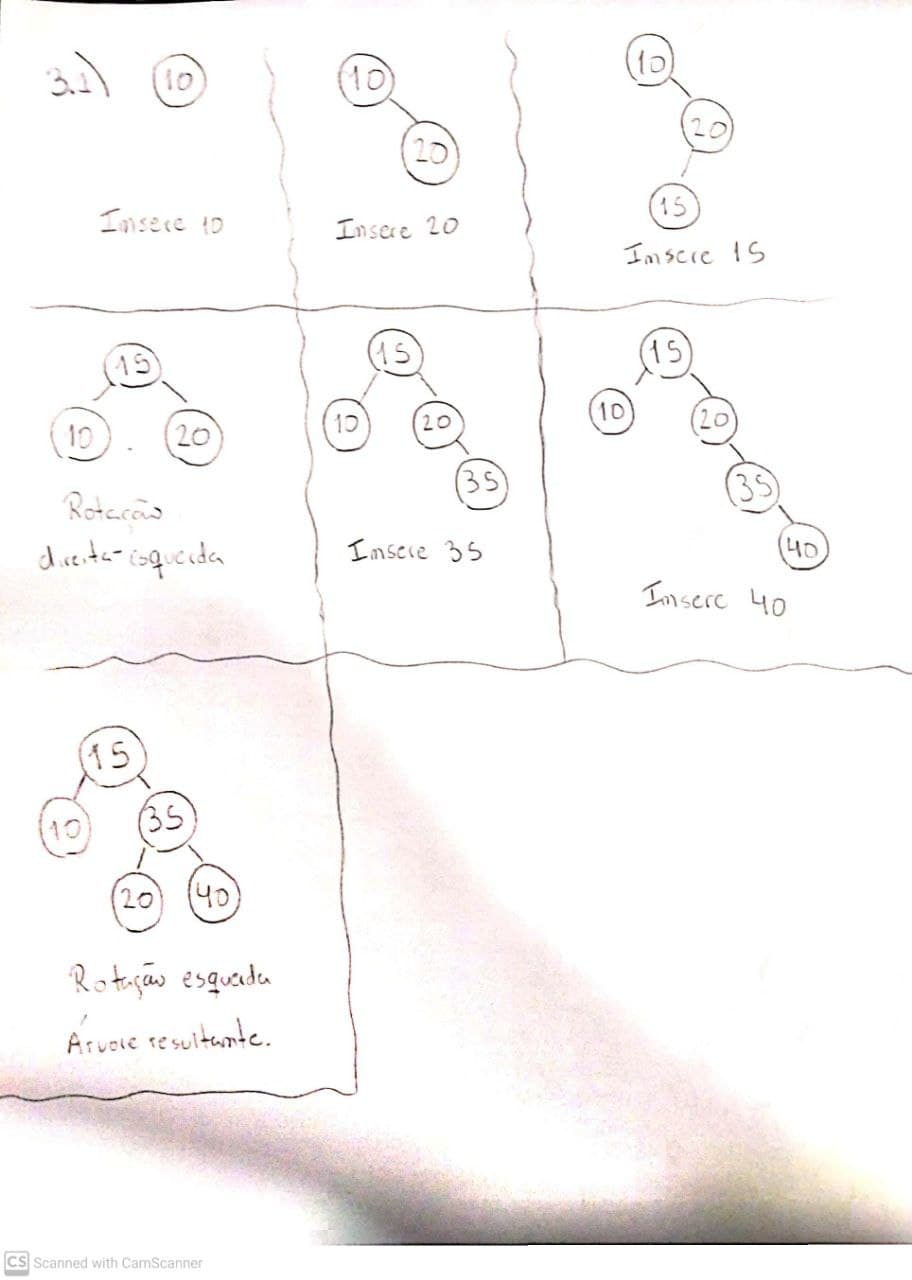 3.1)
10
Insere 10
10
20
Insere 20
10
20
15
Insere 15
15
10
20
Rotação
direita-esquerda
15
10
20
35
Insere 35
15
10
20
35
40
Insere 40
15
10
35
20
40
Rotação esquerda
Árvore resultante.
CS Scanned with CamScanner